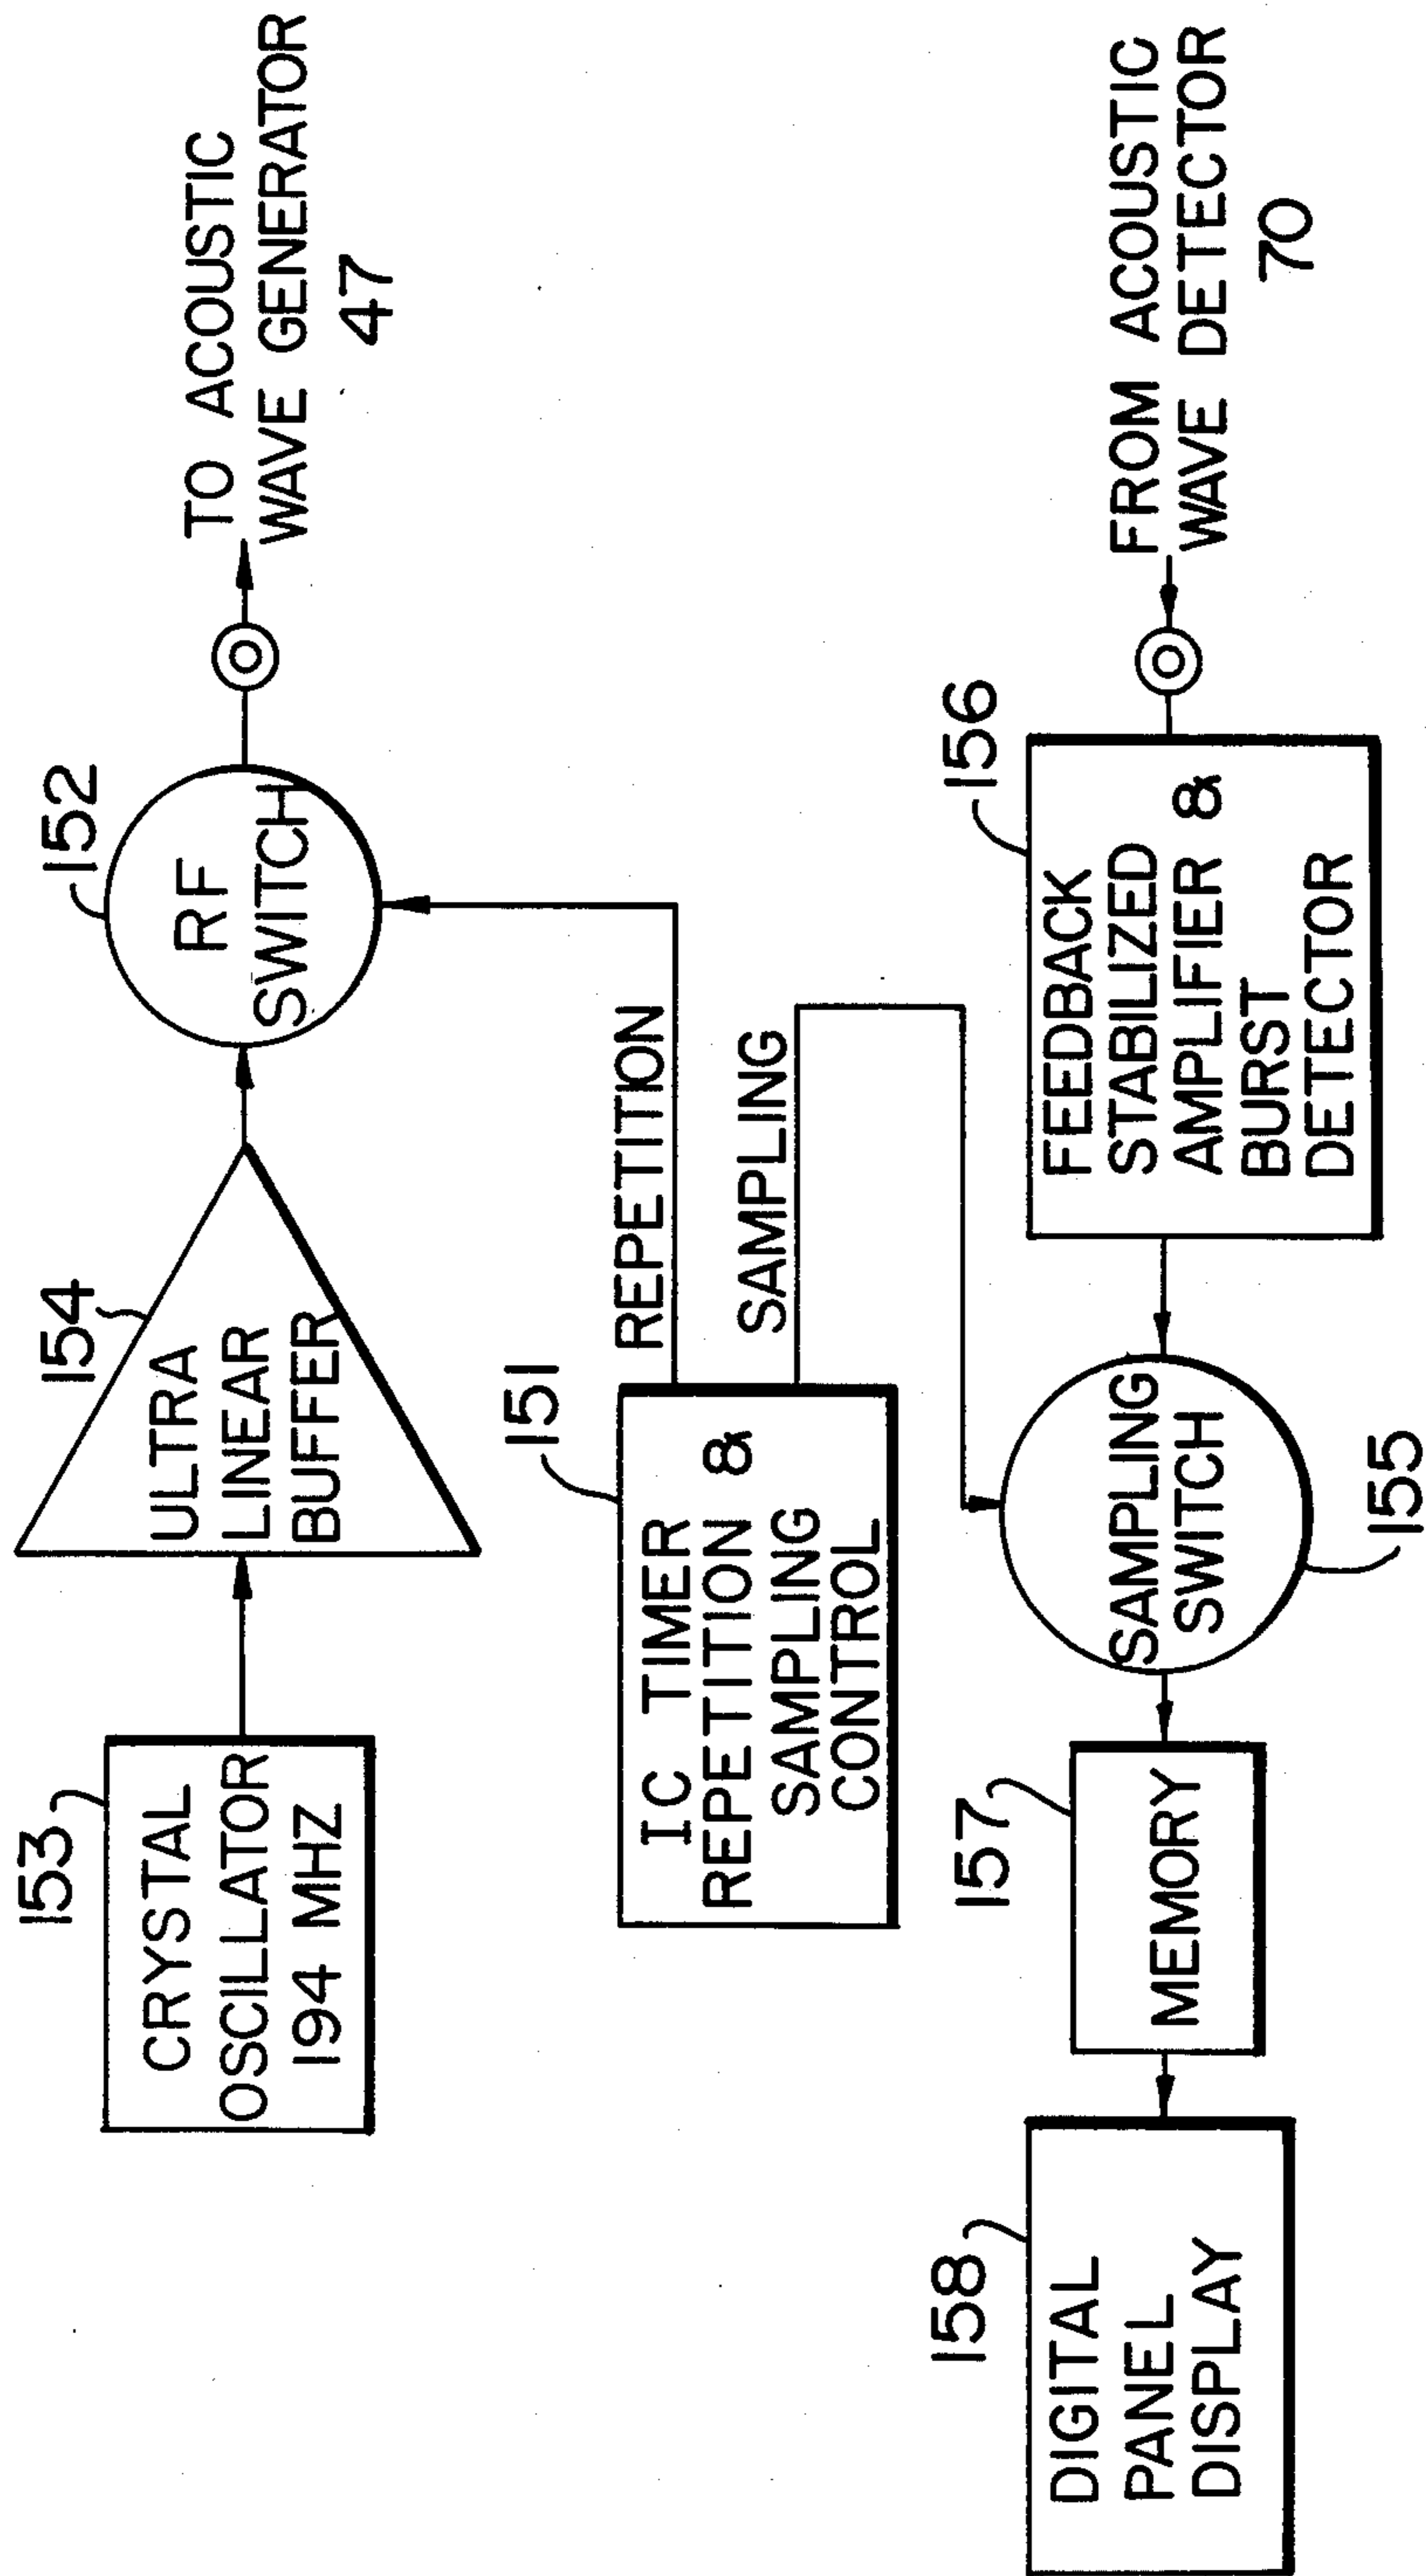 153
CRYSTAL
OSCILLATOR
194 MHZ
154
ULTRA
LINEAR
BUFFER
152
RF
SWITCH
TO ACOUSTIC
WAVE GENERATOR
47
151
IC TIMER
REPETITION &
SAMPLING
CONTROL
REPETITION
SAMPLING
158
DIGITAL
PANEL
DISPLAY
157
MEMORY
SAMPLING
SWITCH
155
156
FEEDBACK
STABILIZED
AMPLIFIER &
BURST
DETECTOR
FROM ACOUSTIC
WAVE DETECTOR
70